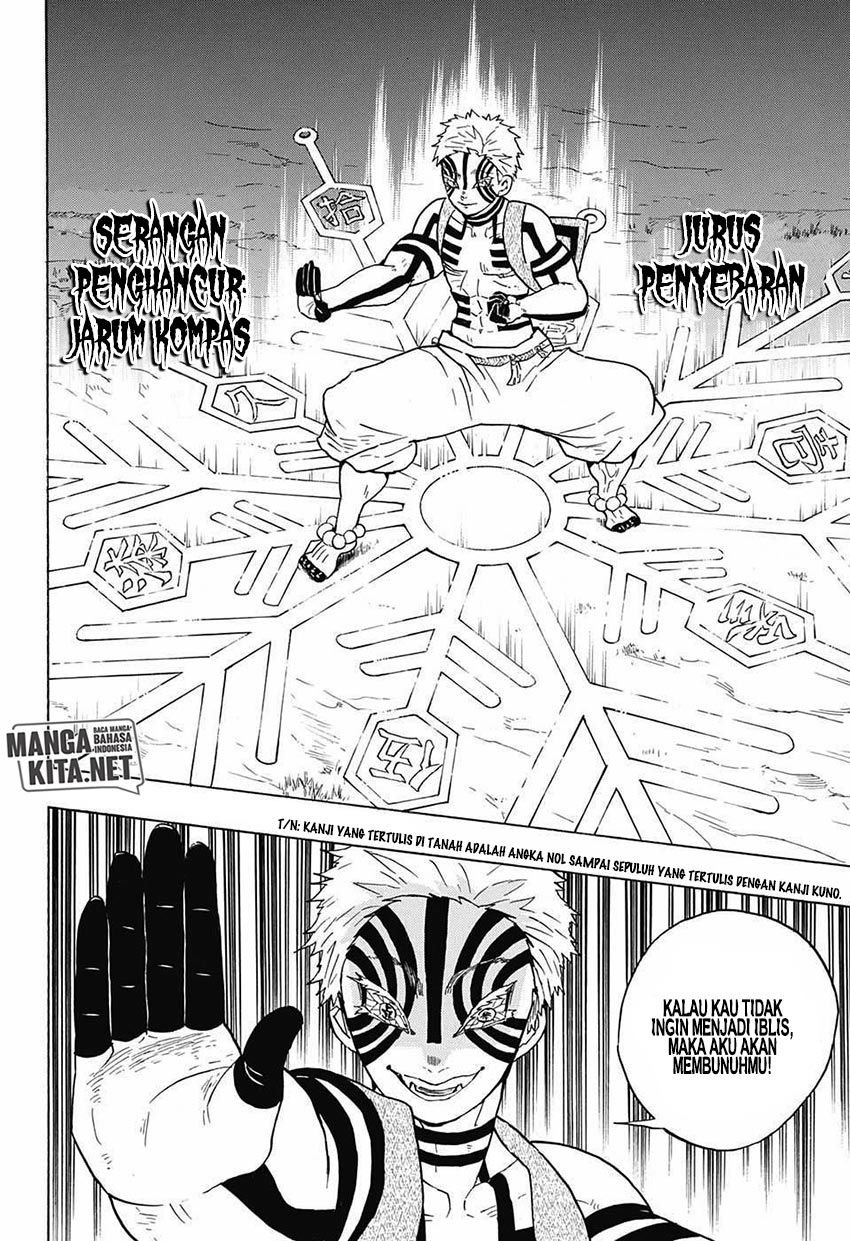 JURUS
PENYEBARAN
SERANGAN
PENGHANCUR:
JARUM KOMPAS
拾
MANGA
KITA.NET
BACA MANGA
BAHASA
INDONESIA
T/N: KANJI YANG TERTULIS DI TANAH ADALAH ANGKA NOL SAMPAI SEPULUH YANG TERTULIS DENGAN KANJI KUNO.
KALAU KAU TIDAK
INGIN MENJADI IBLIS,
MAKA AKU AKAN
MEMBUNUHMU!